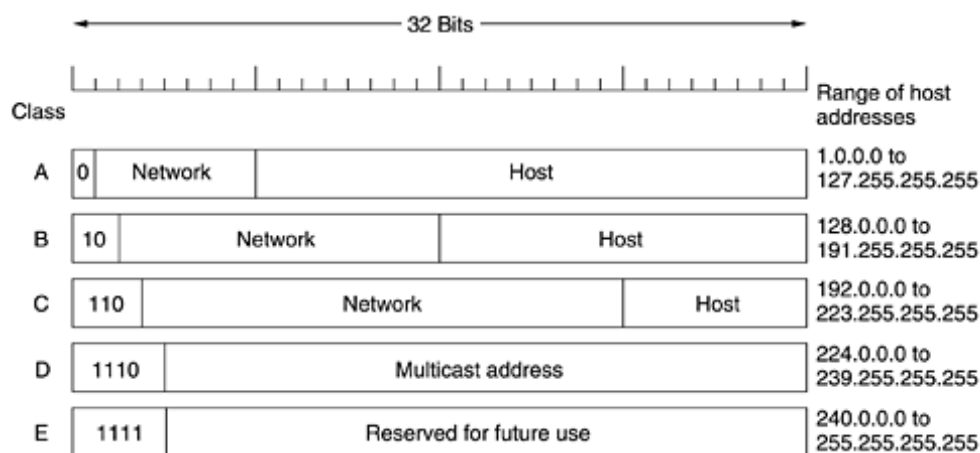 32 Bits
Class
Range of host
addresses
A
0
Network
Host
1.0.0.0 to
127.255.255.255
B
10
Network
Host
128.0.0.0 to
191.255.255.255
C
110
Network
Host
192.0.0.0 to
223.255.255.255
D
1110
Multicast address
224.0.0.0 to
239.255.255.255
E
1111
Reserved for future use
240.0.0.0 to
255.255.255.255